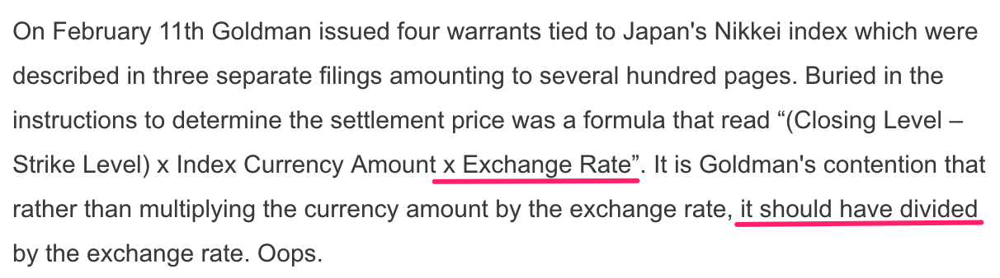 On February 11th Goldman issued four warrants tied to Japan's Nikkei index which were
described in three separate filings amounting to several hundred pages. Buried in the
instructions to determine the settlement price was a formula that read “(Closing Level –
Strike Level) x Index Currency Amount x Exchange Rate”. It is Goldman's contention that
rather than multiplying the currency amount by the exchange rate, it should have divided
by the exchange rate. Oops.